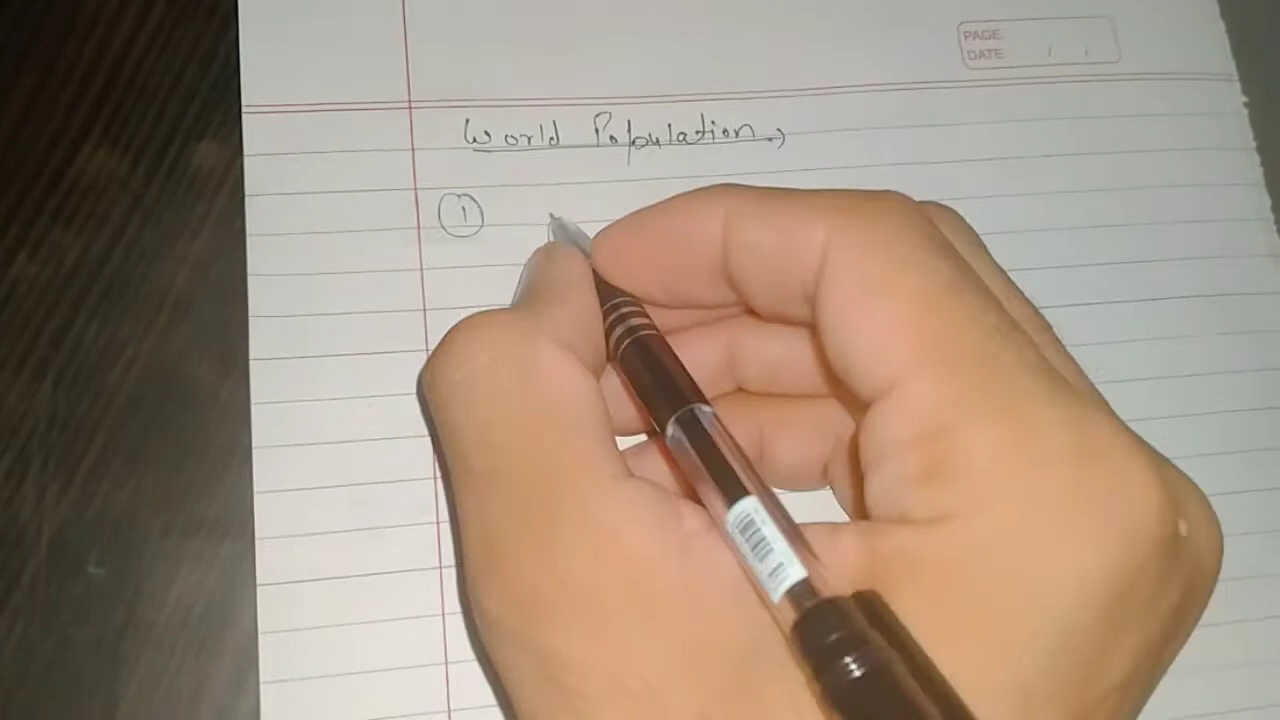 PAGE
DATE / /
World Population →
①